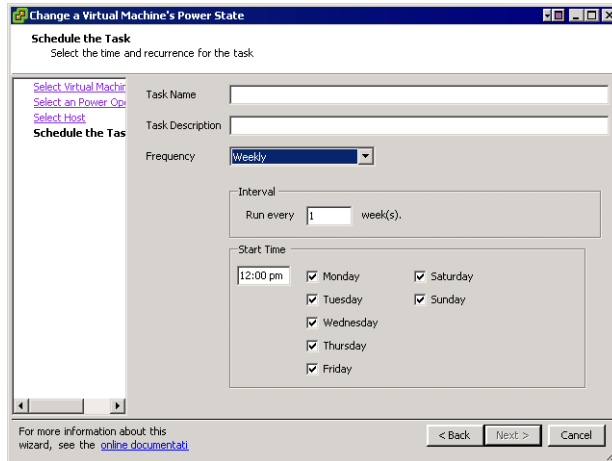 Change a Virtual Machine's Power State
Schedule the Task
Select the time and recurrence for the task
Select Virtual Machin
Select an Power Ope
Select Host
Schedule the Tas
Task Name
Task Description
Frequency
Weekly
Interval
Run every 1 week(s).
Start Time
12:00 pm
Monday
Saturday
Tuesday
Sunday
Wednesday
Thursday
Friday
For more information about this
wizard, see the online documentati
< Back
Next >
Cancel